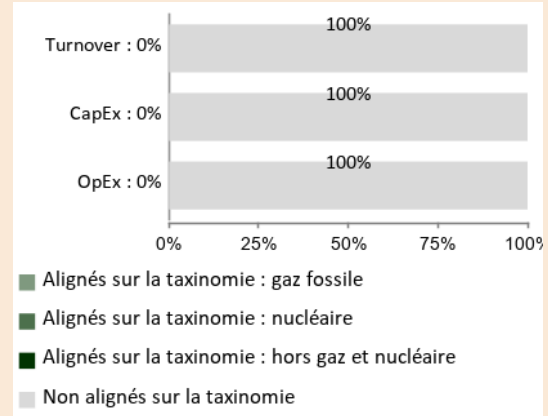 100%
Turnover : 0%
100%
CapEx : 0%
100%
OpEx : 0%
0% 25% 50% 75% 100%
Alignés sur la taxinomie : gaz fossile
Alignés sur la taxinomie : nucléaire
Alignés sur la taxinomie : hors gaz et nucléaire
Non alignés sur la taxinomie